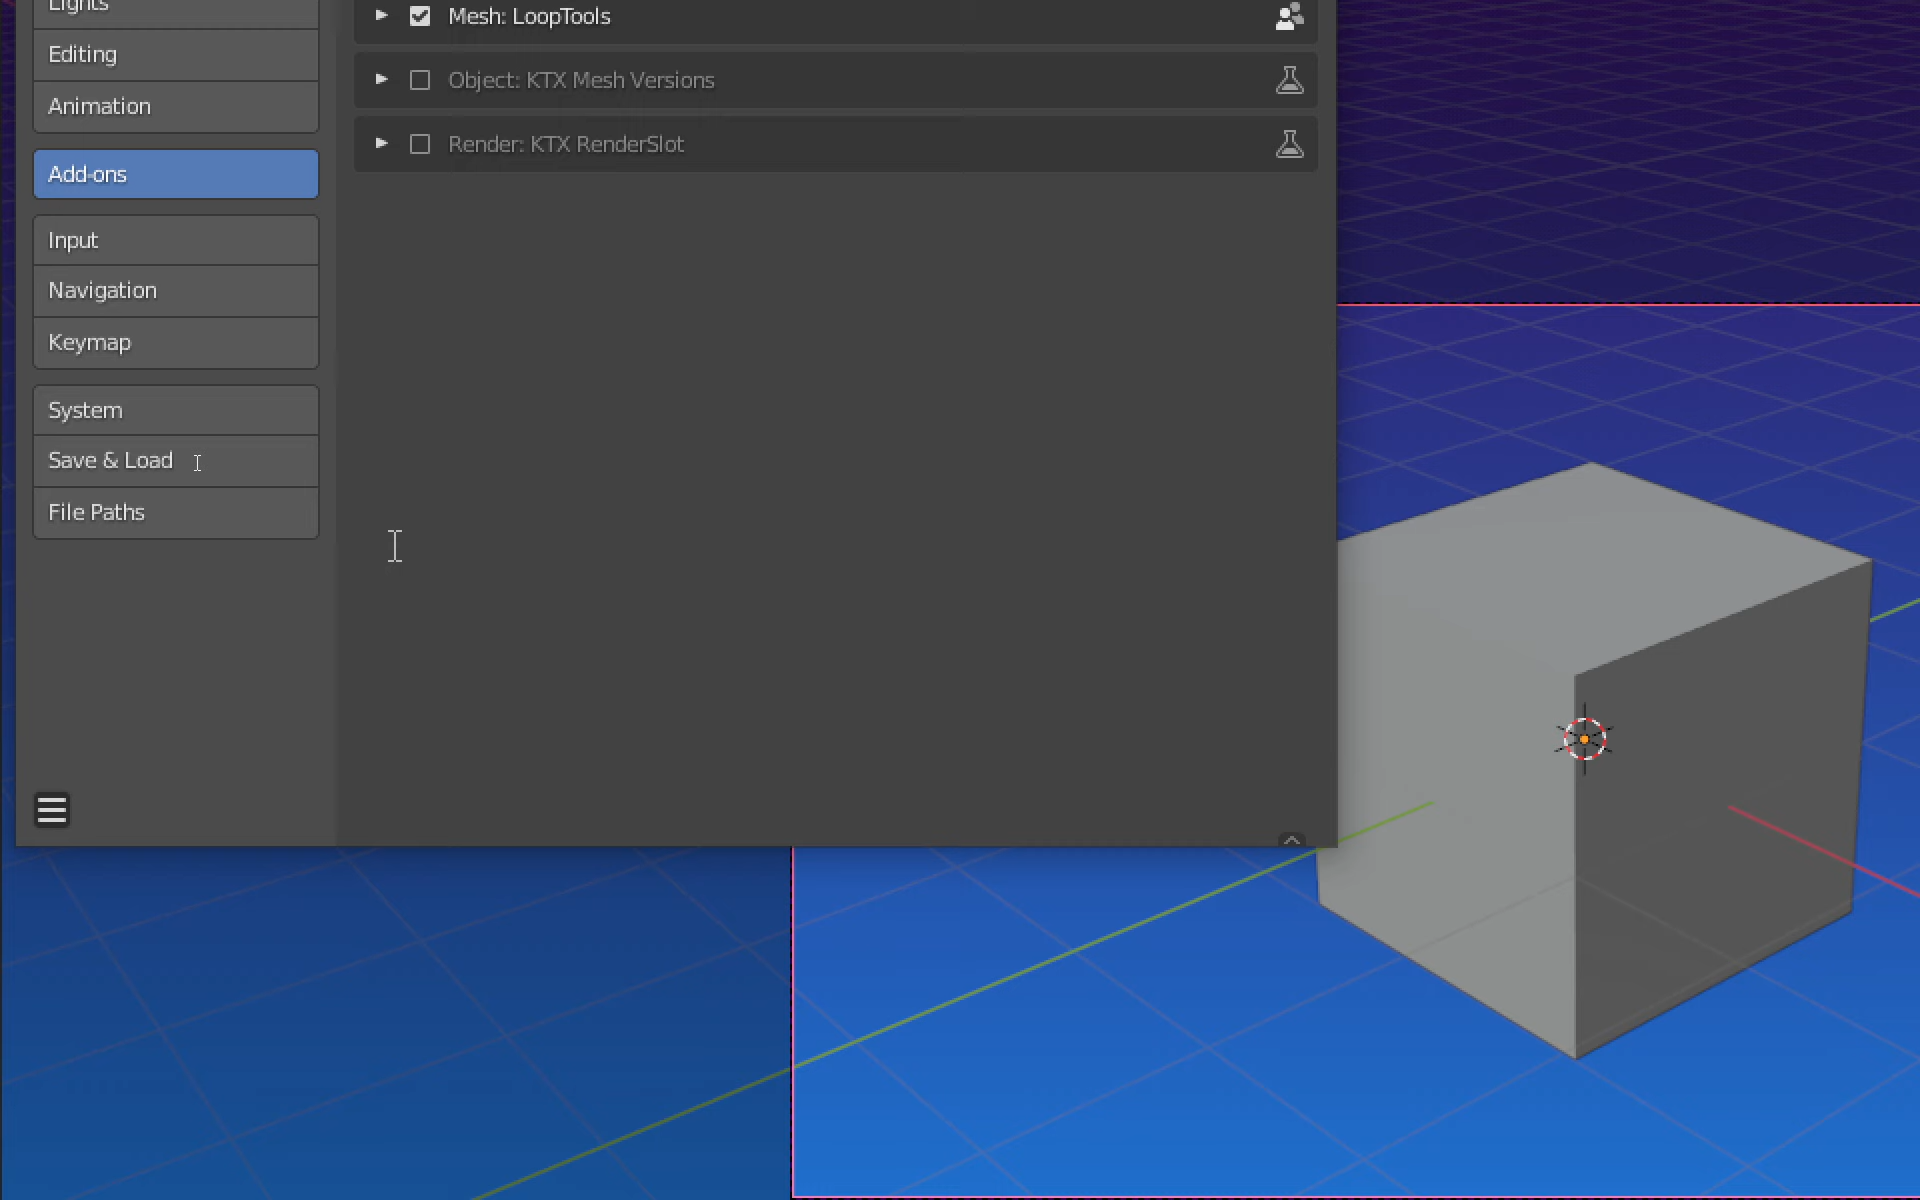 Lights
Editing
Animation
Add-ons
Input
Navigation
Keymap
System
Save & Load
File Paths
Mesh: LoopTools
Object: KTX Mesh Versions
Render: KTX RenderSlot